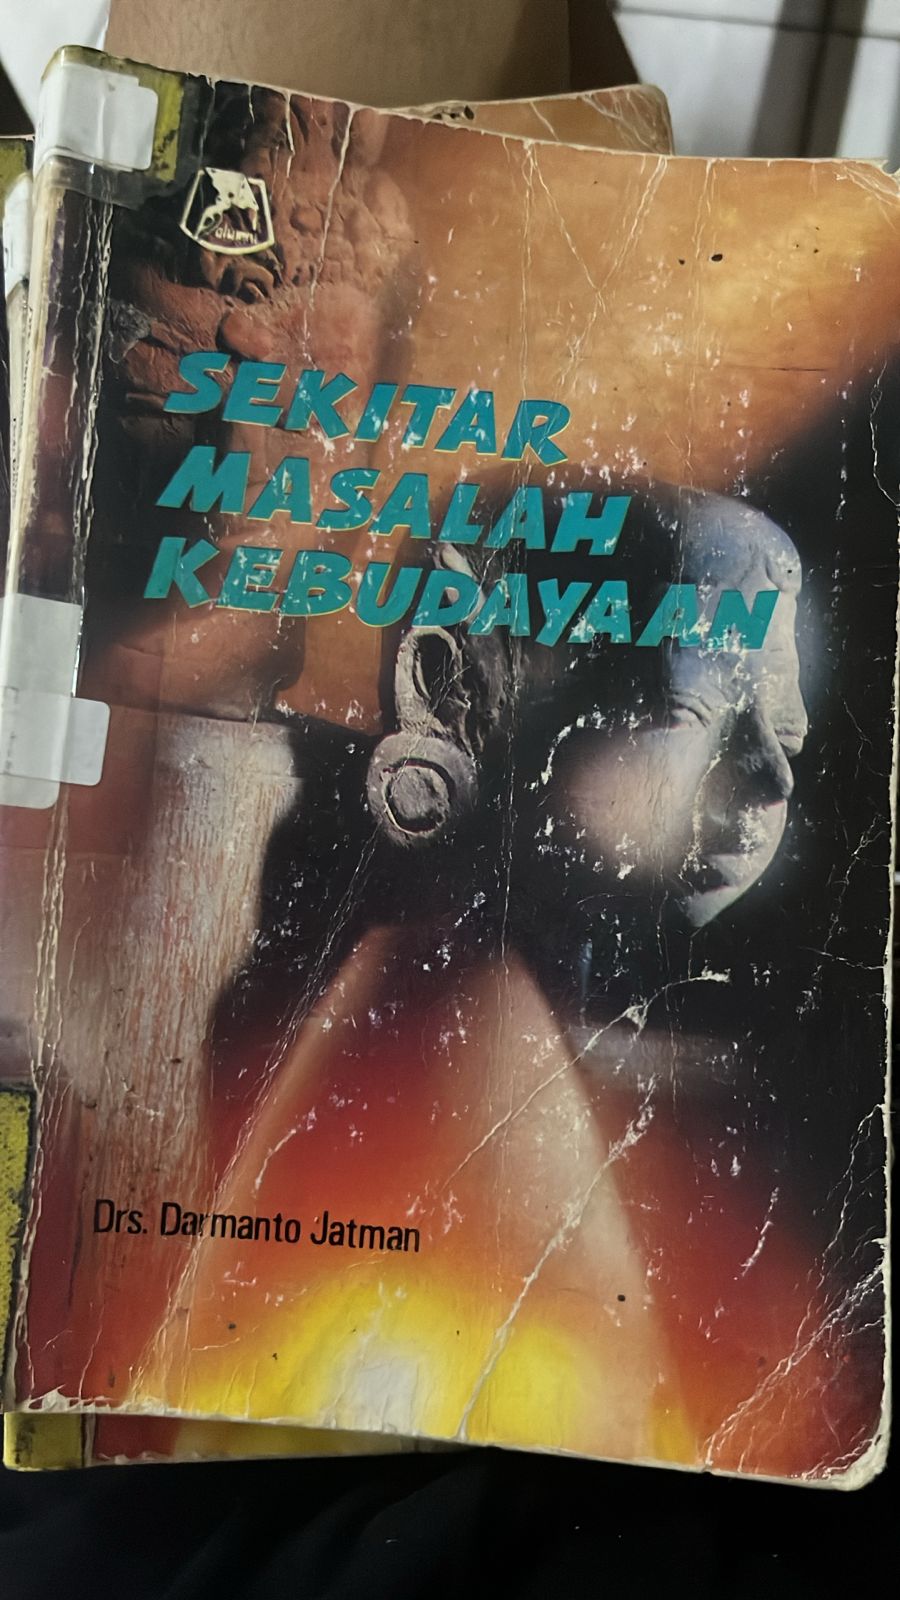 SEKITAR
MASALAH
KEBUDAYAAN
Drs. Darmanto Jatman